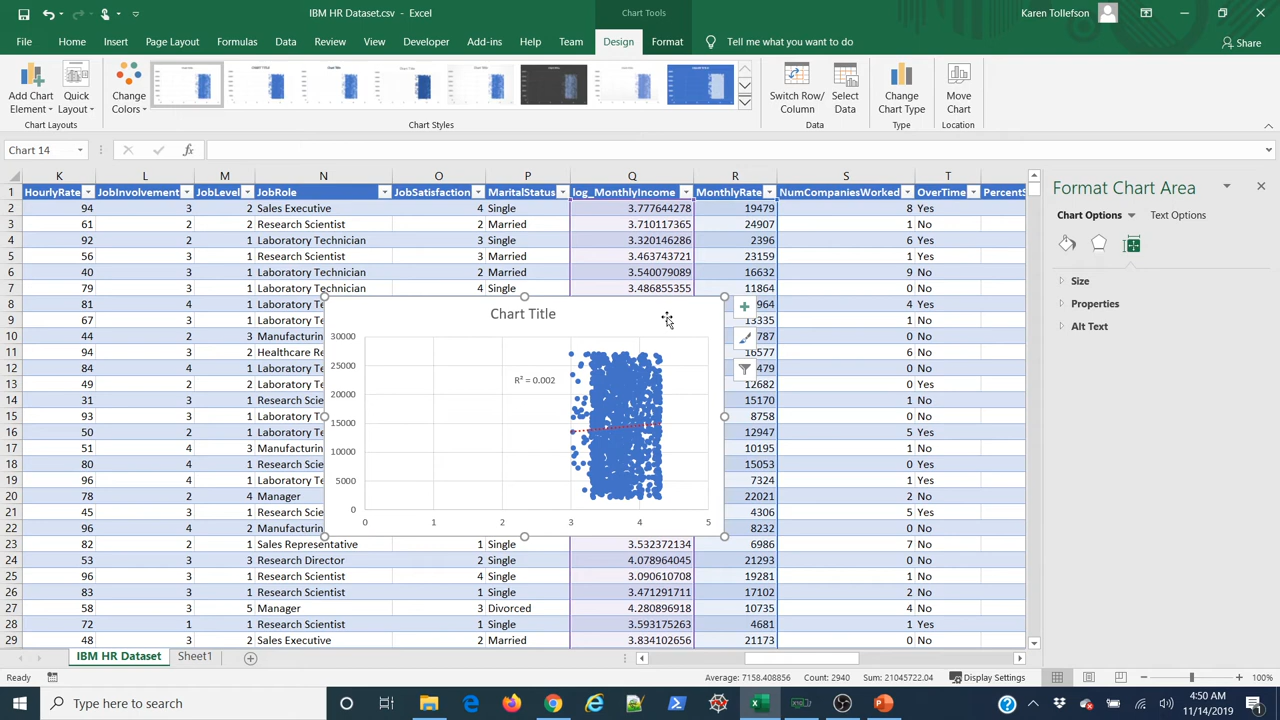 IBM HR Dataset.csv - Excel
Chart Tools
Karen Tollefson
File Home Insert Page Layout Formulas Data Review View Developer Add-ins Help Team Design Format Tell me what you want to do Share
Add Chart Element Quick Layout Change Colors Switch Row/Column Select Data Change Chart Type Move Chart
Chart Layouts Chart Styles Data Type Location
Chart 14 fx
K L M N O P Q R S T
1 HourlyRate JobInvolvement JobLevel JobRole JobSatisfaction MaritalStatus log_MonthlyIncome MonthlyRate NumCompaniesWorked OverTime PercentS
2 94 3 2 Sales Executive 4 Single 3.777644278 19479 8 Yes
3 61 2 2 Research Scientist 2 Married 3.710117365 24907 1 No
4 92 2 1 Laboratory Technician 3 Single 3.320146286 2396 6 Yes
5 56 3 1 Research Scientist 3 Married 3.463743721 23159 1 Yes
6 40 3 1 Laboratory Technician 2 Married 3.540079089 16632 9 No
7 79 3 1 Laboratory Technician 4 Single 3.486855355 11864 0 No
8 81 4 1 Laboratory Te 964 4 Yes
9 67 3 1 Laboratory Te 13335 1 No
10 44 2 3 Manufacturin 787 0 No
11 94 3 2 Healthcare Re 16577 6 No
12 84 4 1 Laboratory Te 479 0 No
13 49 2 2 Laboratory Te 12682 0 Yes
14 31 3 1 Research Scie 15170 1 No
15 93 3 1 Laboratory T 8758 0 No
16 50 2 1 Laboratory Te 12947 5 Yes
17 51 4 3 Manufacturin 10195 1 No
18 80 4 1 Research Scie 15053 0 Yes
19 96 4 1 Laboratory Te 7324 1 Yes
20 78 2 4 Manager 22021 2 No
21 45 3 1 Research Scie 4306 5 Yes
22 96 4 2 Manufacturin 8232 0 No
23 82 2 1 Sales Representative 1 Single 3.532372134 6986 7 No
24 53 3 3 Research Director 2 Single 4.078964045 21293 0 No
25 96 3 1 Research Scientist 4 Single 3.090610708 19281 1 No
26 83 3 1 Research Scientist 1 Single 3.471291711 17102 2 No
27 58 3 5 Manager 3 Divorced 4.280896918 10735 4 No
28 72 1 1 Research Scientist 1 Single 3.593175263 4681 1 Yes
29 48 3 2 Sales Executive 2 Married 3.834102656 21173 0 No
Chart Title
30000
25000
20000
15000
10000
5000
0
R² = 0.002
0 1 2 3 4 5
Format Chart Area
Chart Options Text Options
Size
Properties
Alt Text
IBM HR Dataset Sheet1
Ready Average: 7158.408856 Count: 2940 Sum: 21045722.04 Display Settings 100%
Type here to search
4:50 AM
11/14/2019